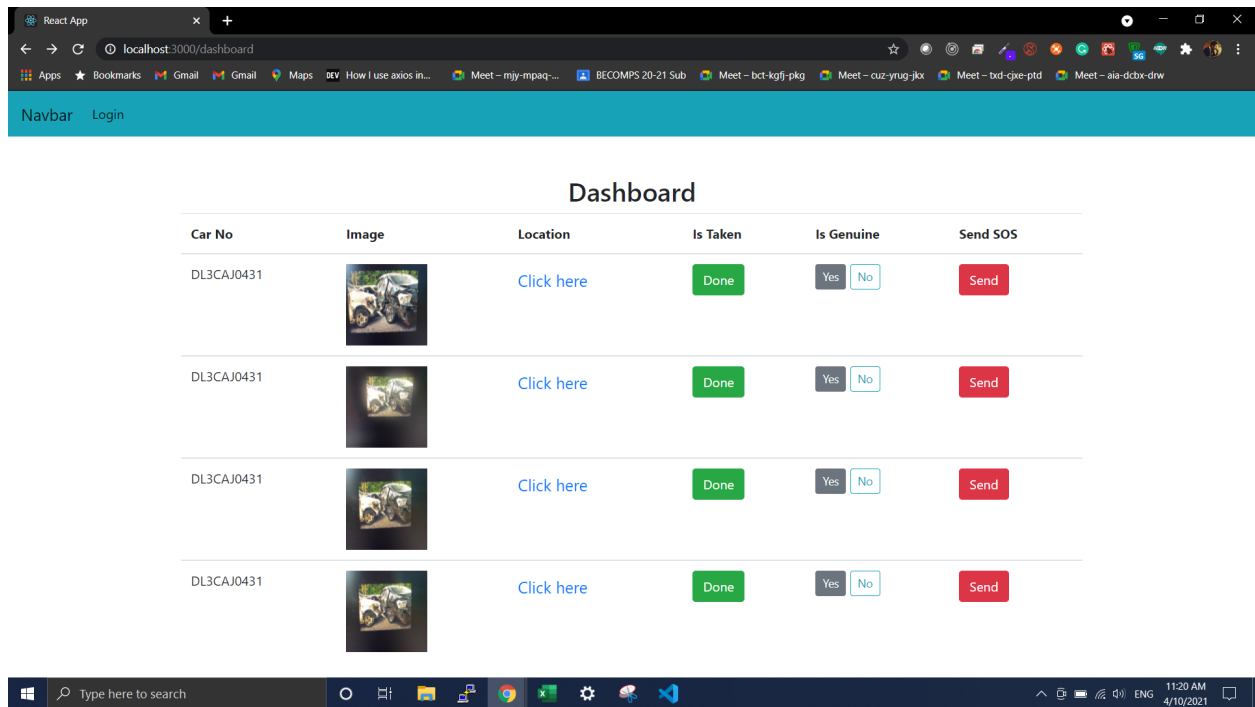 React App
localhost:3000/dashboard
SG
Apps Bookmarks Gmail Gmail Maps DEV How I use axios in... Meet – mjy-mpaq-... BECOMPS 20-21 Sub Meet – bct-kgfj-pkg Meet – cuz-yrug-jkx Meet – txd-cjxe-ptd Meet – aia-dcbx-drw
Navbar Login
Dashboard
Car No Image Location Is Taken Is Genuine Send SOS
DL3CAJ0431 Click here Done Yes No Send
DL3CAJ0431 Click here Done Yes No Send
DL3CAJ0431 Click here Done Yes No Send
DL3CAJ0431 Click here Done Yes No Send
Type here to search ENG 11:20 AM
4/10/2021